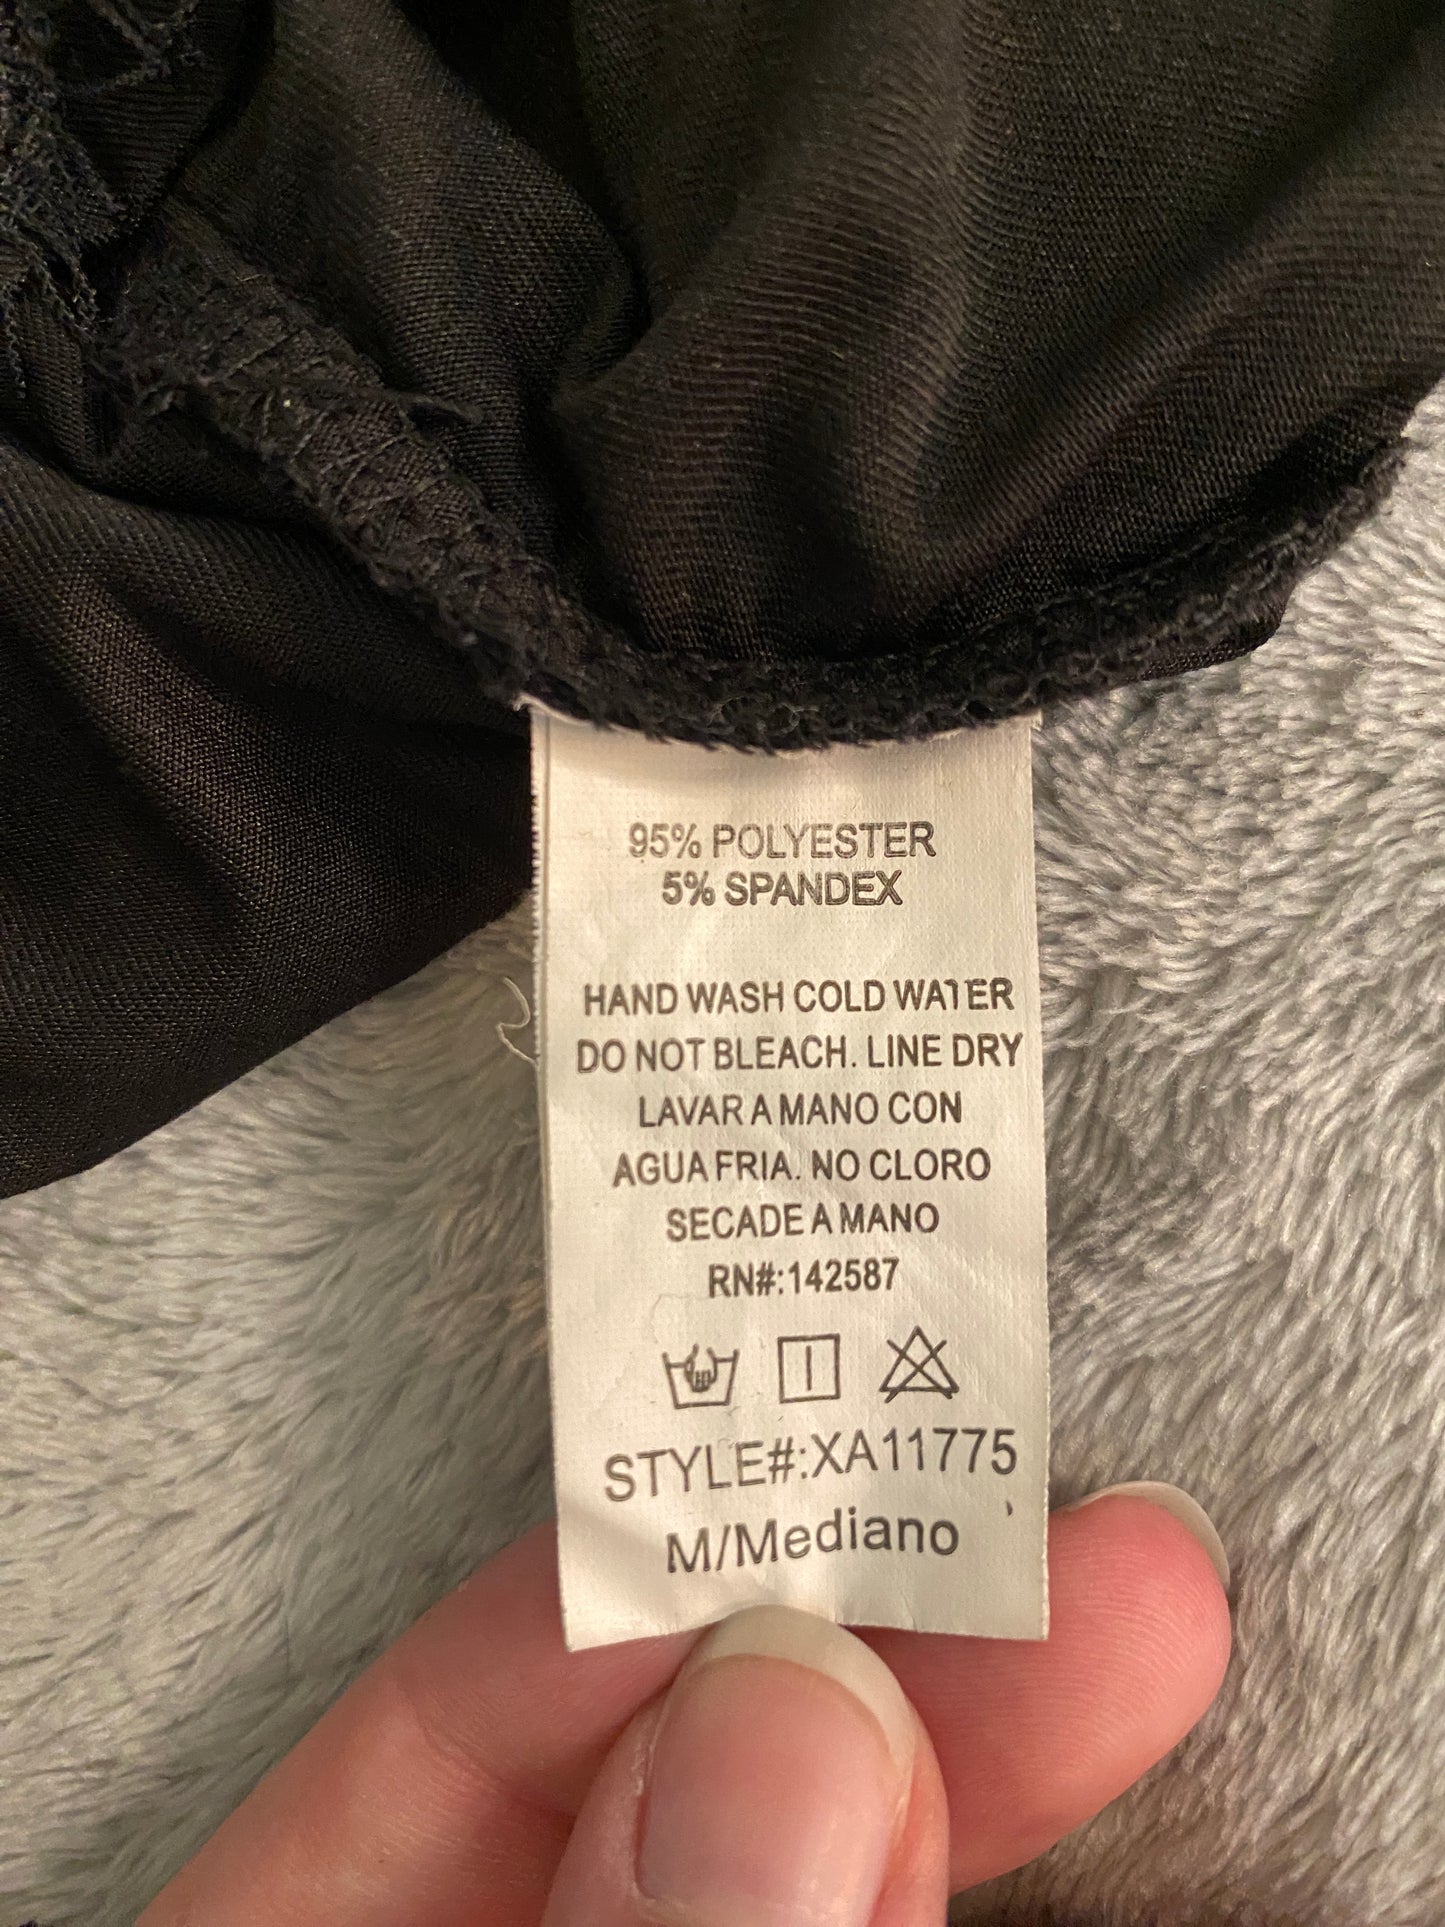 95% POLYESTER
5% SPANDEX
HAND WASH COLD WATER
DO NOT BLEACH. LINE DRY
LAVAR A MANO CON
AGUA FRIA. NO CLORO
SECADE A MANO
RN#:142587
STYLE#:XA11775
M/Mediano